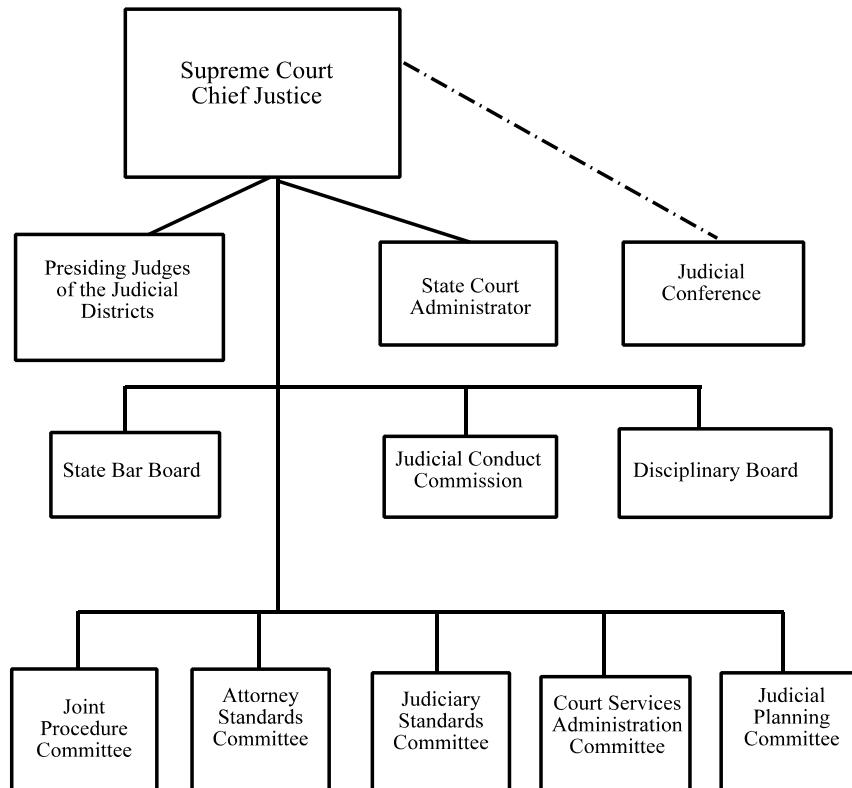 Supreme Court
Chief Justice
Presiding Judges
of the Judicial
Districts
State Court
Administrator
Judicial
Conference
State Bar Board
Judicial Conduct
Commission
Disciplinary Board
Joint
Procedure
Committee
Attorney
Standards
Committee
Judiciary
Standards
Committee
Court Services
Administration
Committee
Judicial
Planning
Committee